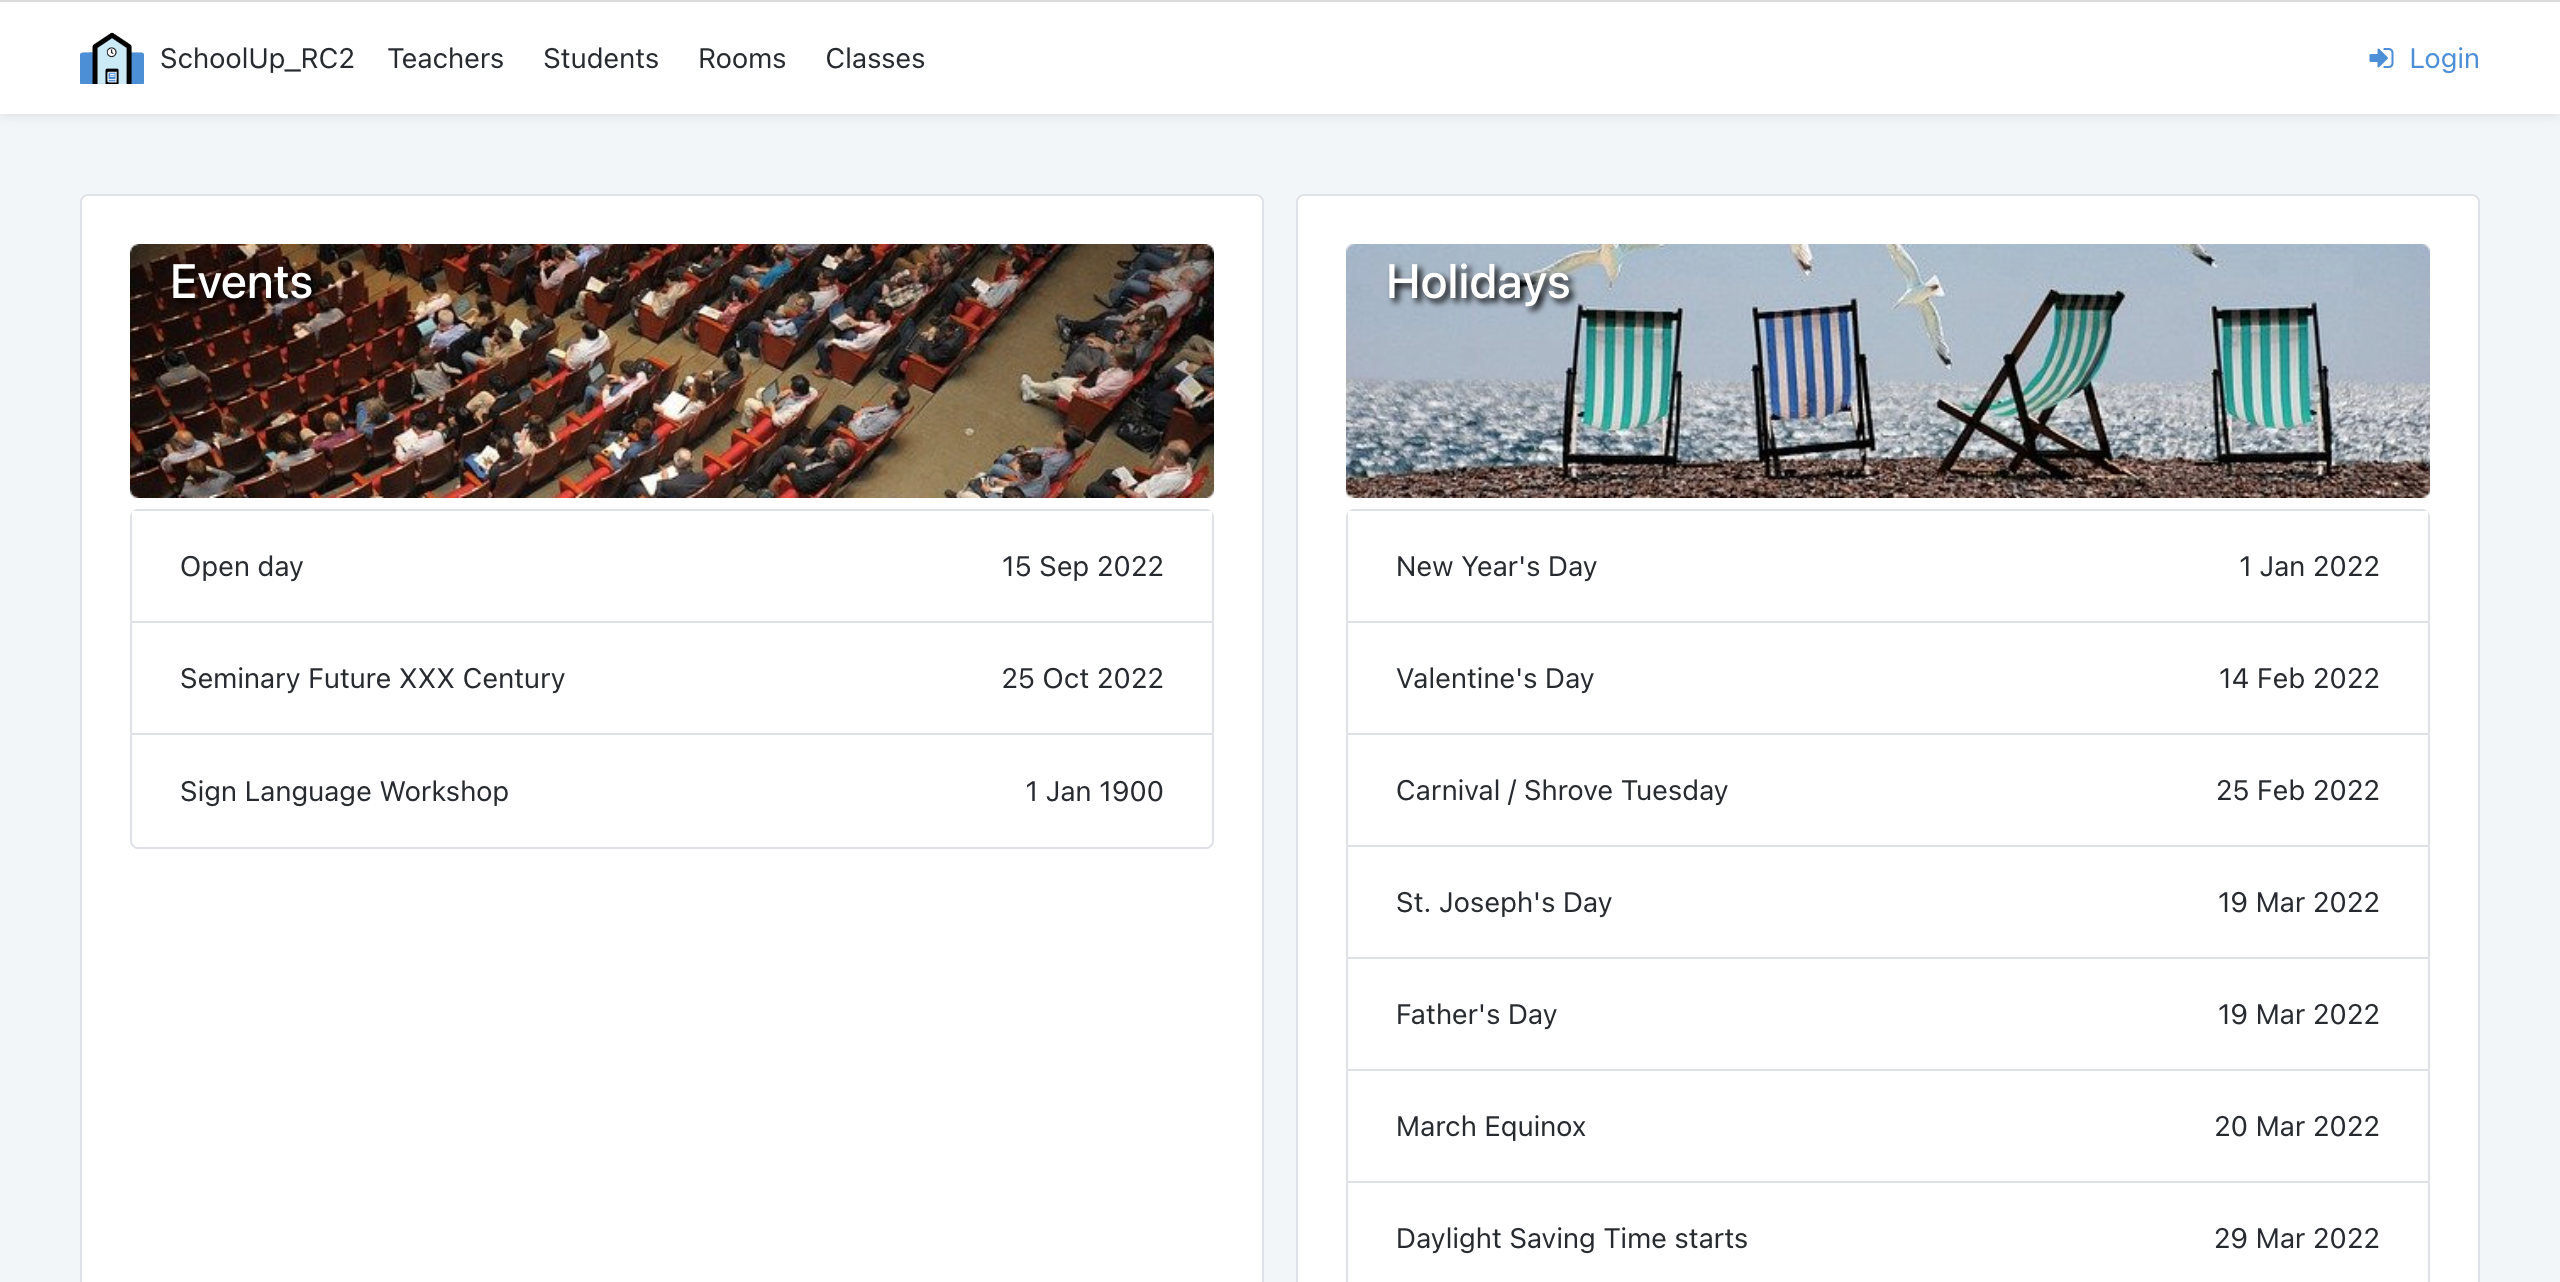 SchoolUp_RC2 Teachers Students Rooms Classes Login
Events
Open day 15 Sep 2022
Seminary Future XXX Century 25 Oct 2022
Sign Language Workshop 1 Jan 1900
Holidays
New Year's Day 1 Jan 2022
Valentine's Day 14 Feb 2022
Carnival / Shrove Tuesday 25 Feb 2022
St. Joseph's Day 19 Mar 2022
Father's Day 19 Mar 2022
March Equinox 20 Mar 2022
Daylight Saving Time starts 29 Mar 2022